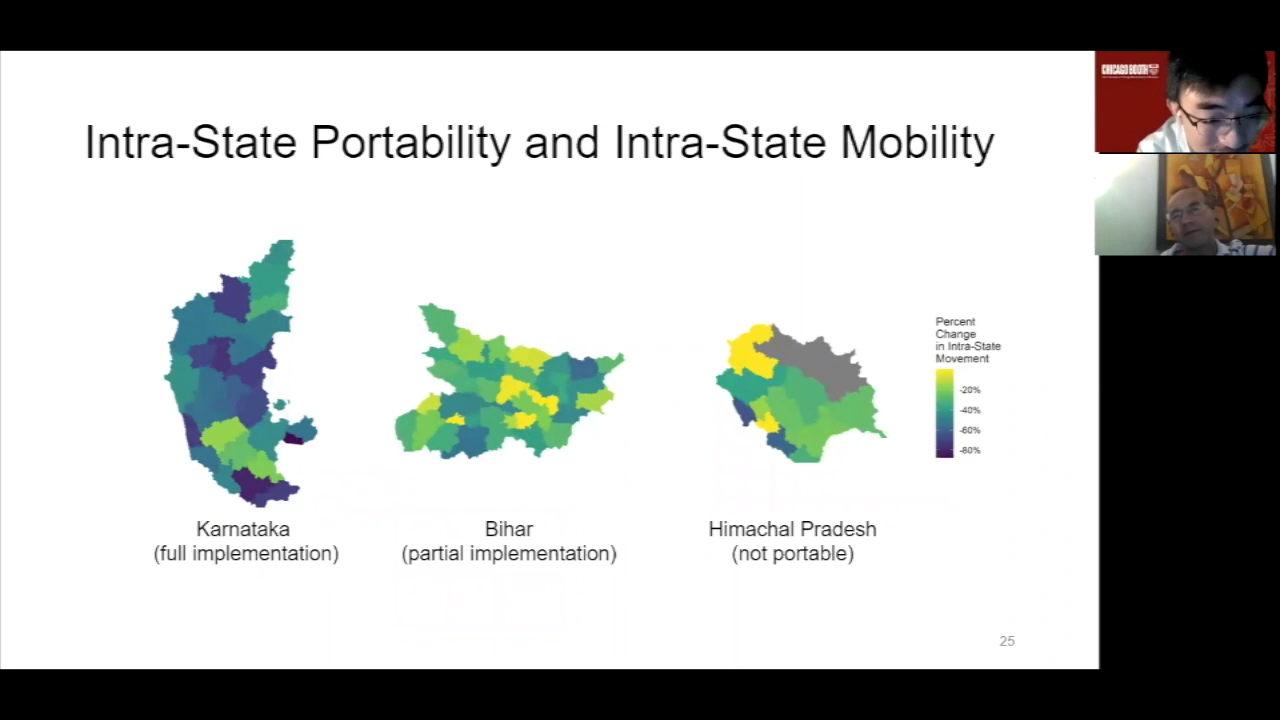 Intra-State Portability and Intra-State Mobility
Percent
Change
in Intra-State
Movement
-20%
-40%
-60%
-80%
Karnataka
(full implementation)
Bihar
(partial implementation)
Himachal Pradesh
(not portable)
25
CHICAGO BOOTH